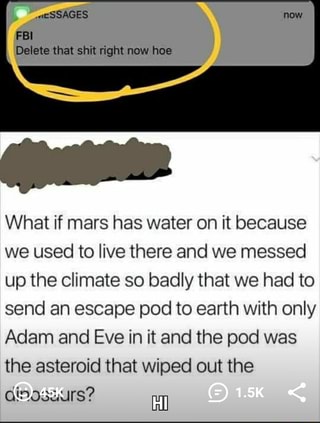 MESSAGES now
FBI
Delete that shit right now hoe
What if mars has water on it because
we used to live there and we messed
up the climate so badly that we had to
send an escape pod to earth with only
Adam and Eve in it and the pod was
the asteroid that wiped out the
dinosaurs?
45K HI 1.5K